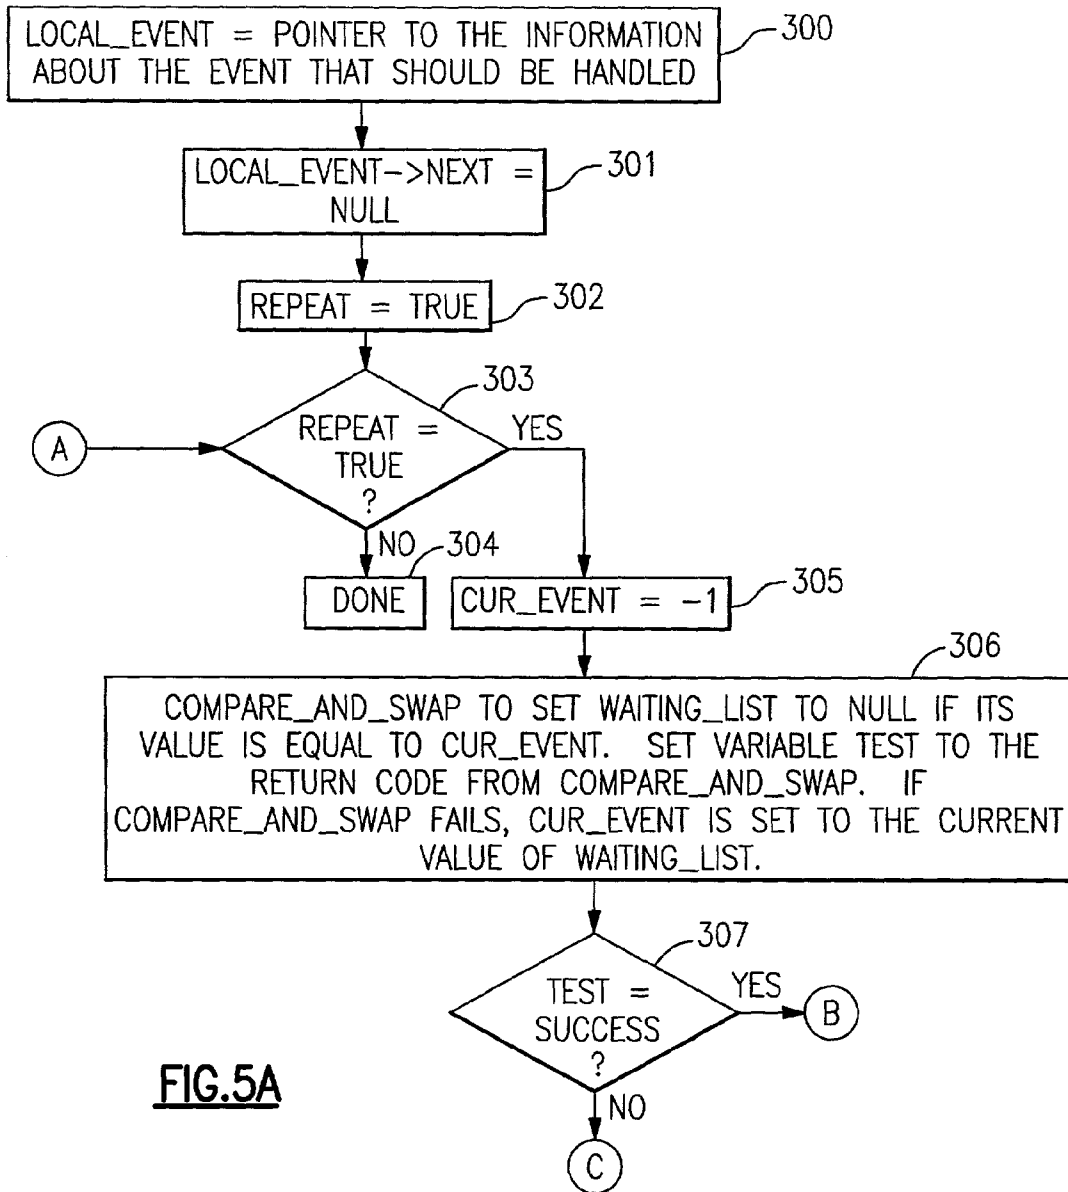 LOCAL_EVENT = POINTER TO THE INFORMATION
ABOUT THE EVENT THAT SHOULD BE HANDLED
300
LOCAL_EVENT->NEXT =
NULL
301
REPEAT = TRUE
302
303
REPEAT =
TRUE
?
YES
A
NO
304
DONE
CUR_EVENT = -1
305
306
COMPARE_AND_SWAP TO SET WAITING_LIST TO NULL IF ITS
VALUE IS EQUAL TO CUR_EVENT. SET VARIABLE TEST TO THE
RETURN CODE FROM COMPARE_AND_SWAP. IF
COMPARE_AND_SWAP FAILS, CUR_EVENT IS SET TO THE CURRENT
VALUE OF WAITING_LIST.
307
TEST =
SUCCESS
?
YES
B
NO
C
FIG.5A